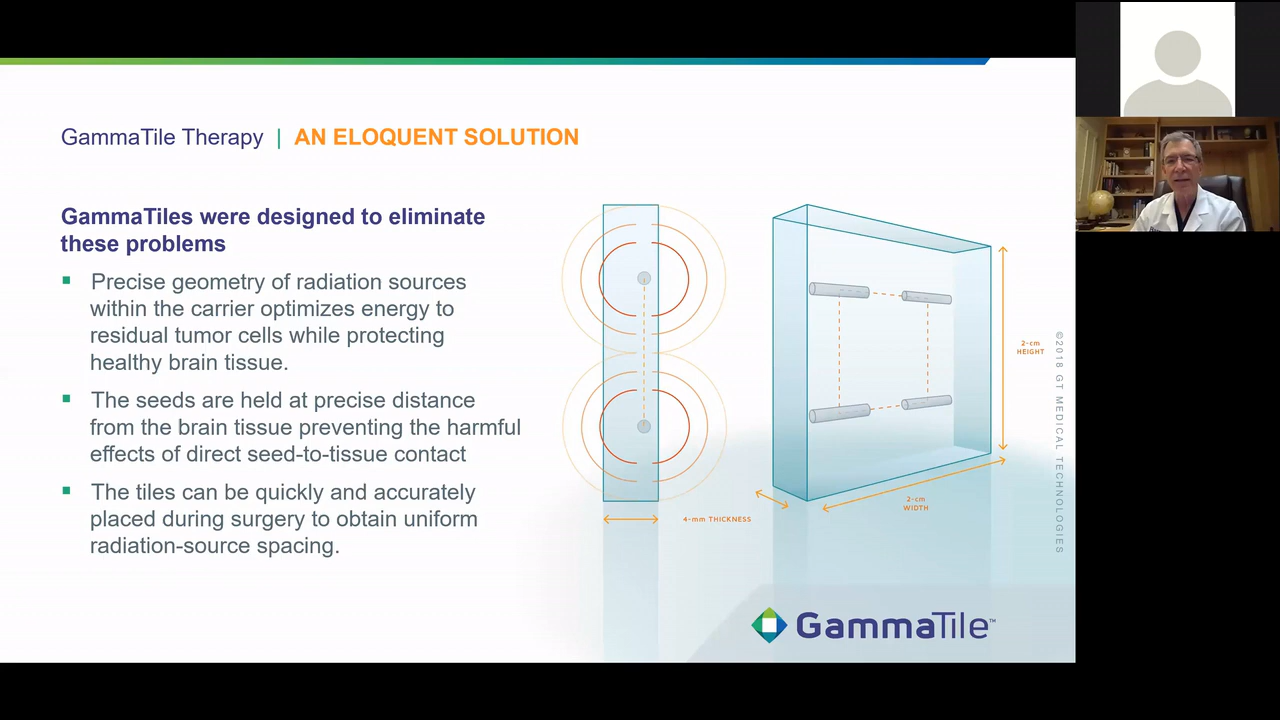 GammaTile Therapy | AN ELOQUENT SOLUTION
GammaTiles were designed to eliminate
these problems
Precise geometry of radiation sources
within the carrier optimizes energy to
residual tumor cells while protecting
healthy brain tissue.
The seeds are held at precise distance
from the brain tissue preventing the harmful
effects of direct seed-to-tissue contact
The tiles can be quickly and accurately
placed during surgery to obtain uniform
radiation-source spacing.
4-mm THICKNESS
2-cm
WIDTH
2-cm
HEIGHT
©2018 GT MEDICAL TECHNOLOGIES
GammaTile™